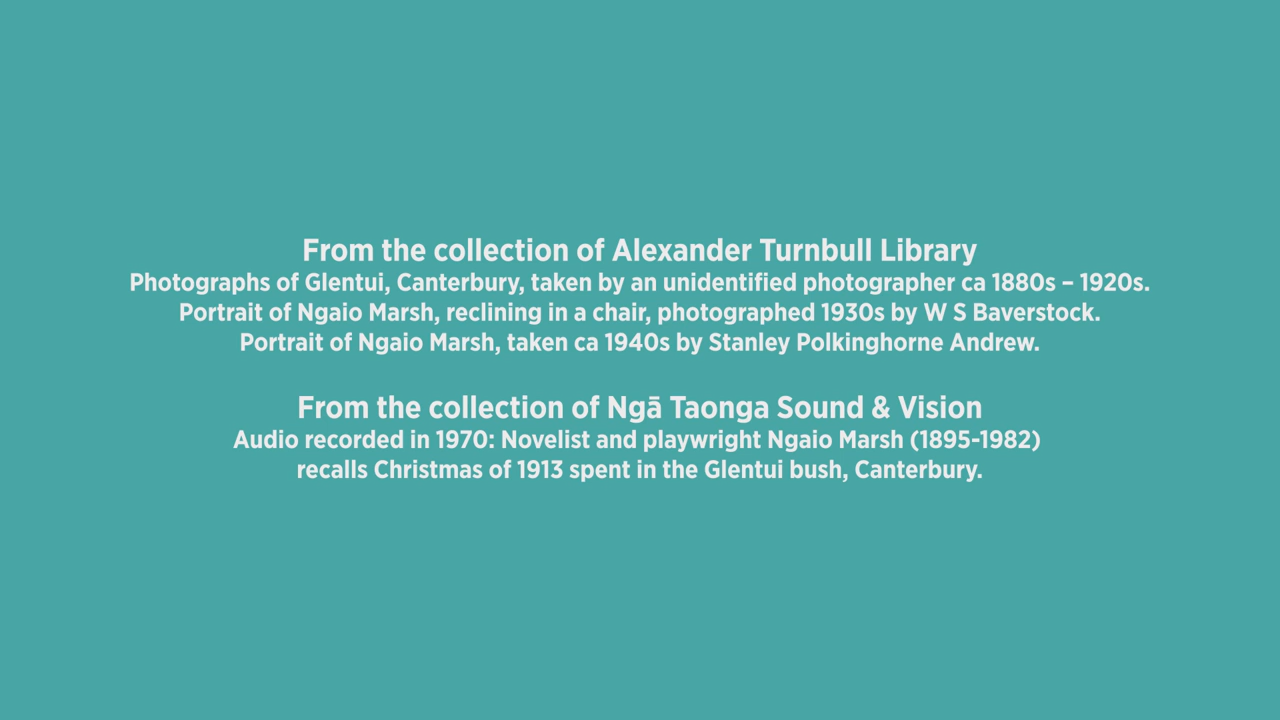 From the collection of Alexander Turnbull Library
Photographs of Glentui, Canterbury, taken by an unidentified photographer ca 1880s – 1920s.
Portrait of Ngaio Marsh, reclining in a chair, photographed 1930s by W S Baverstock.
Portrait of Ngaio Marsh, taken ca 1940s by Stanley Polkinghorne Andrew.
From the collection of Ngā Taonga Sound & Vision
Audio recorded in 1970: Novelist and playwright Ngaio Marsh (1895-1982)
recalls Christmas of 1913 spent in the Glentui bush, Canterbury.